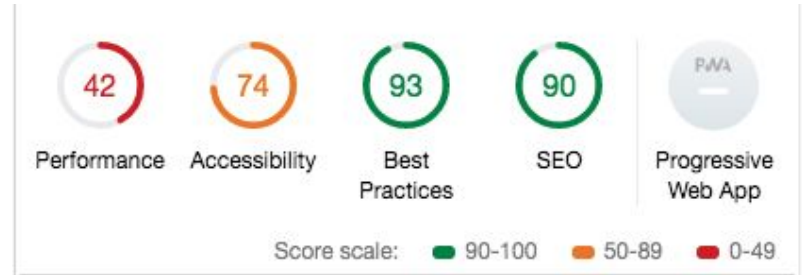 42
74
93
90
PWA
Performance
Accessibility
Best
Practices
SEO
Progressive
Web App
Score scale:
90-100
50-89
0-49